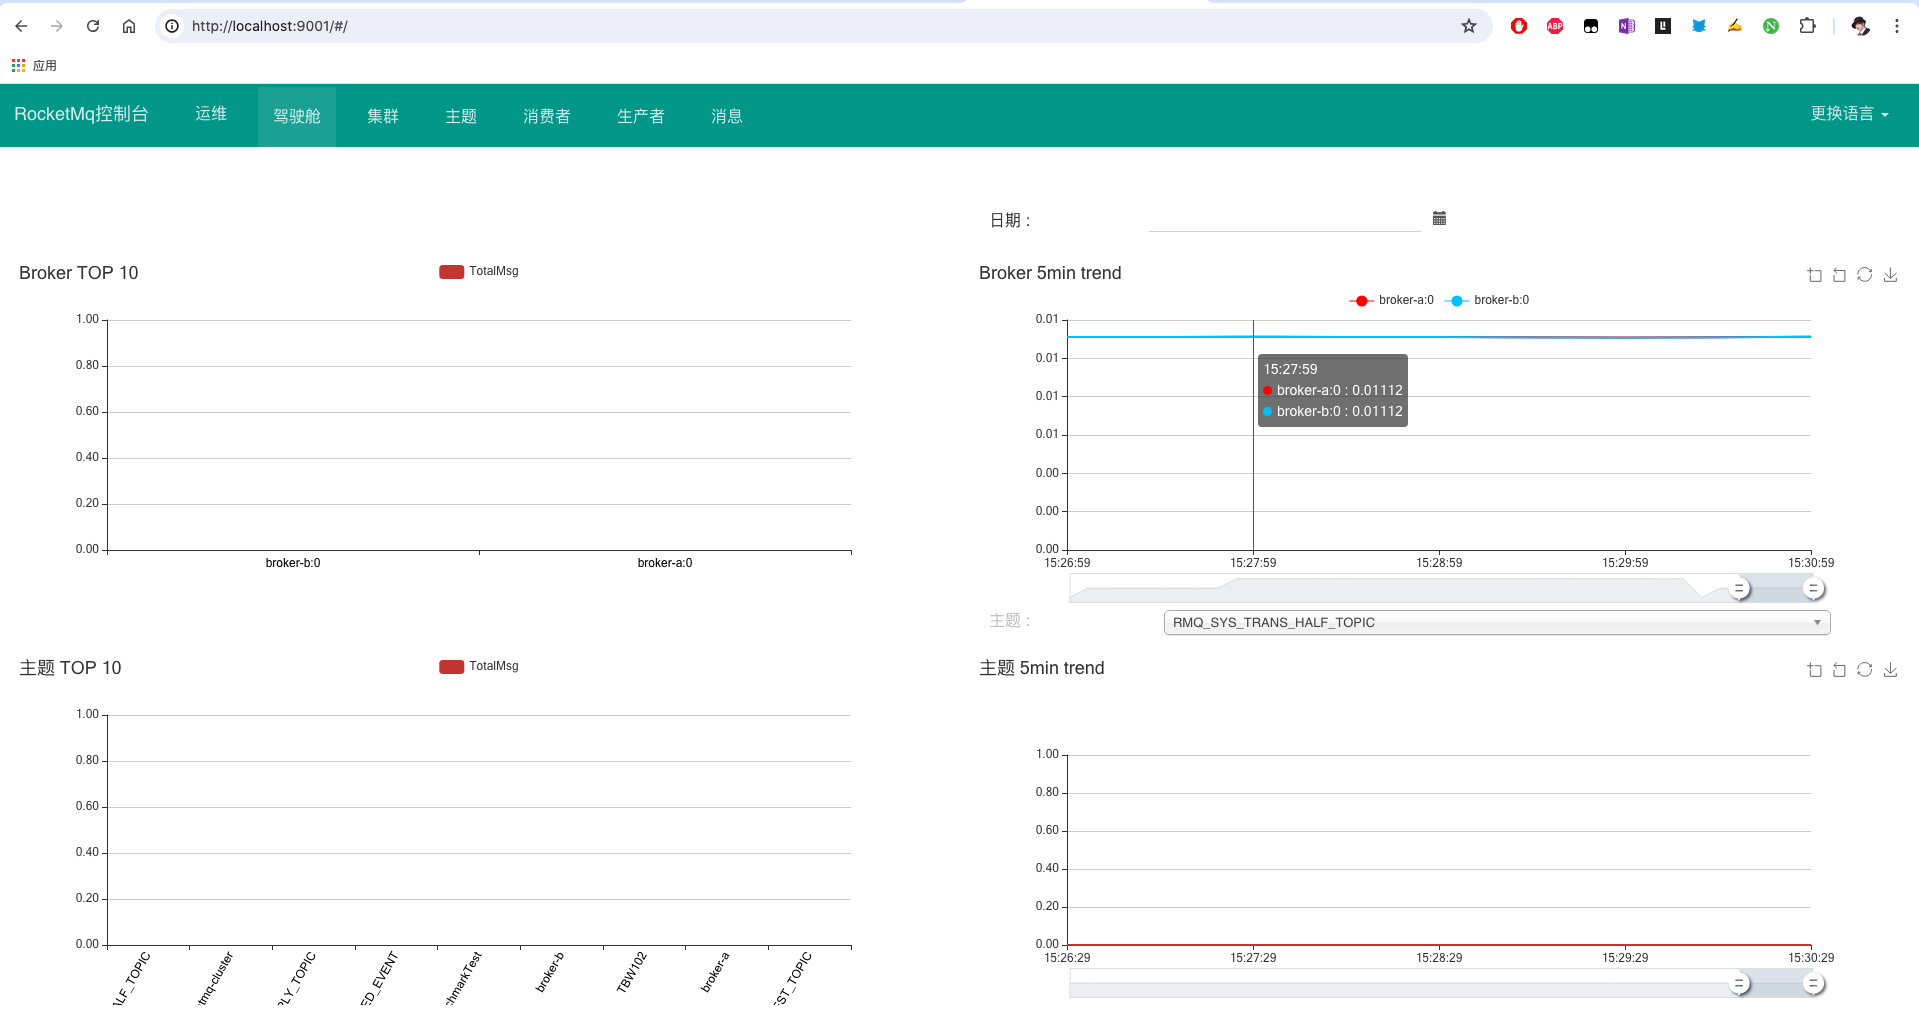 http://localhost:9001/#/
应用
RocketMq控制台 运维 驾驶舱 集群 主题 消费者 生产者 消息 更换语言
日期：
Broker TOP 10
TotalMsg
1.00
0.80
0.60
0.40
0.20
0.00
broker-b:0 broker-a:0
Broker 5min trend
broker-a:0 broker-b:0
0.01
0.01
0.01
0.01
0.00
0.00
0.00
15:27:59
broker-a:0 : 0.01112
broker-b:0 : 0.01112
15:26:59 15:27:59 15:28:59 15:29:59 15:30:59
主题：
RMQ_SYS_TRANS_HALF_TOPIC
主题 TOP 10
TotalMsg
1.00
0.80
0.60
0.40
0.20
0.00
ALF_TOPIC tmq-cluster PLY_TOPIC ED_EVENT chmarkTest broker-b TBW102 broker-a EST_TOPIC
主题 5min trend
1.00
0.80
0.60
0.40
0.20
0.00
15:26:29 15:27:29 15:28:29 15:29:29 15:30:29